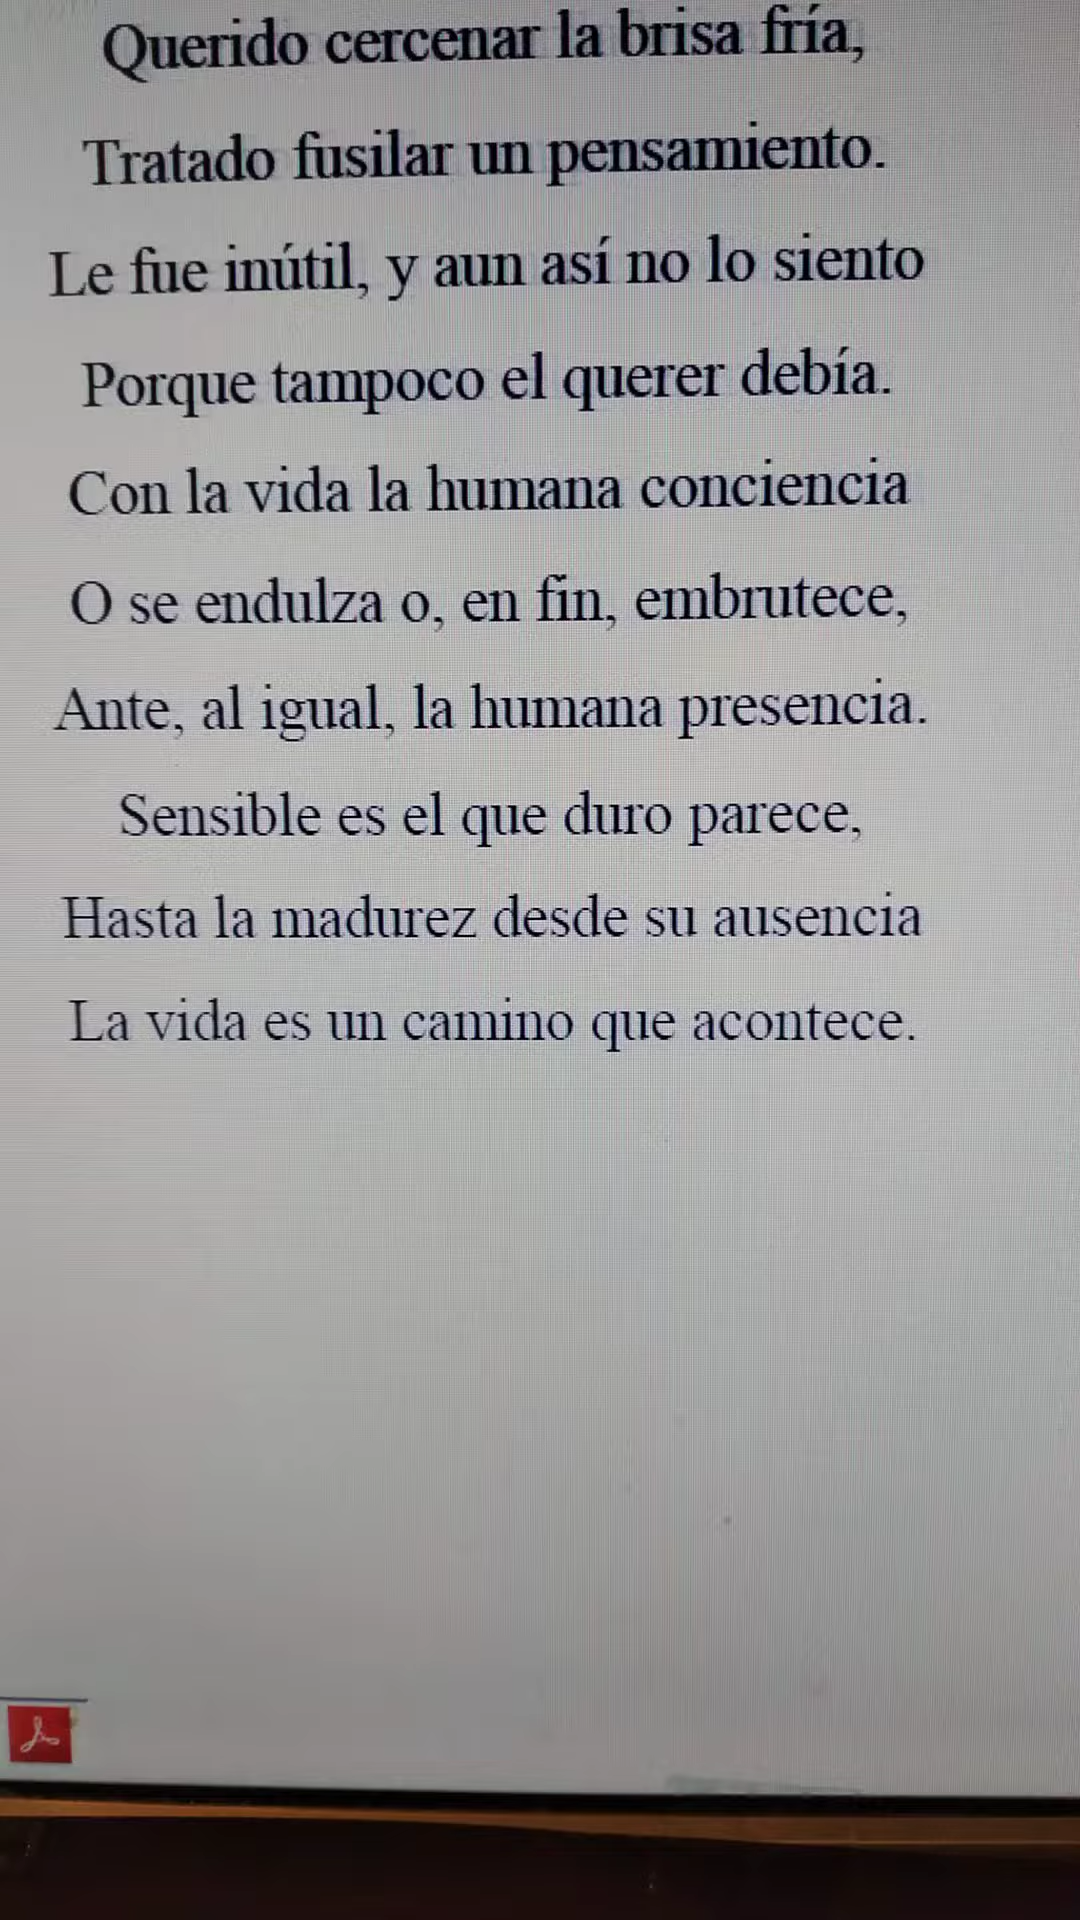 Querido cercenar la brisa fría,
Tratado fusilar un pensamiento.
Le fue inútil, y aun así no lo siento
Porque tampoco el querer debía.
Con la vida la humana conciencia
O se endulza o, en fin, embrutece,
Ante, al igual, la humana presencia.
Sensible es el que duro parece,
Hasta la madurez desde su ausencia
La vida es un camino que acontece.